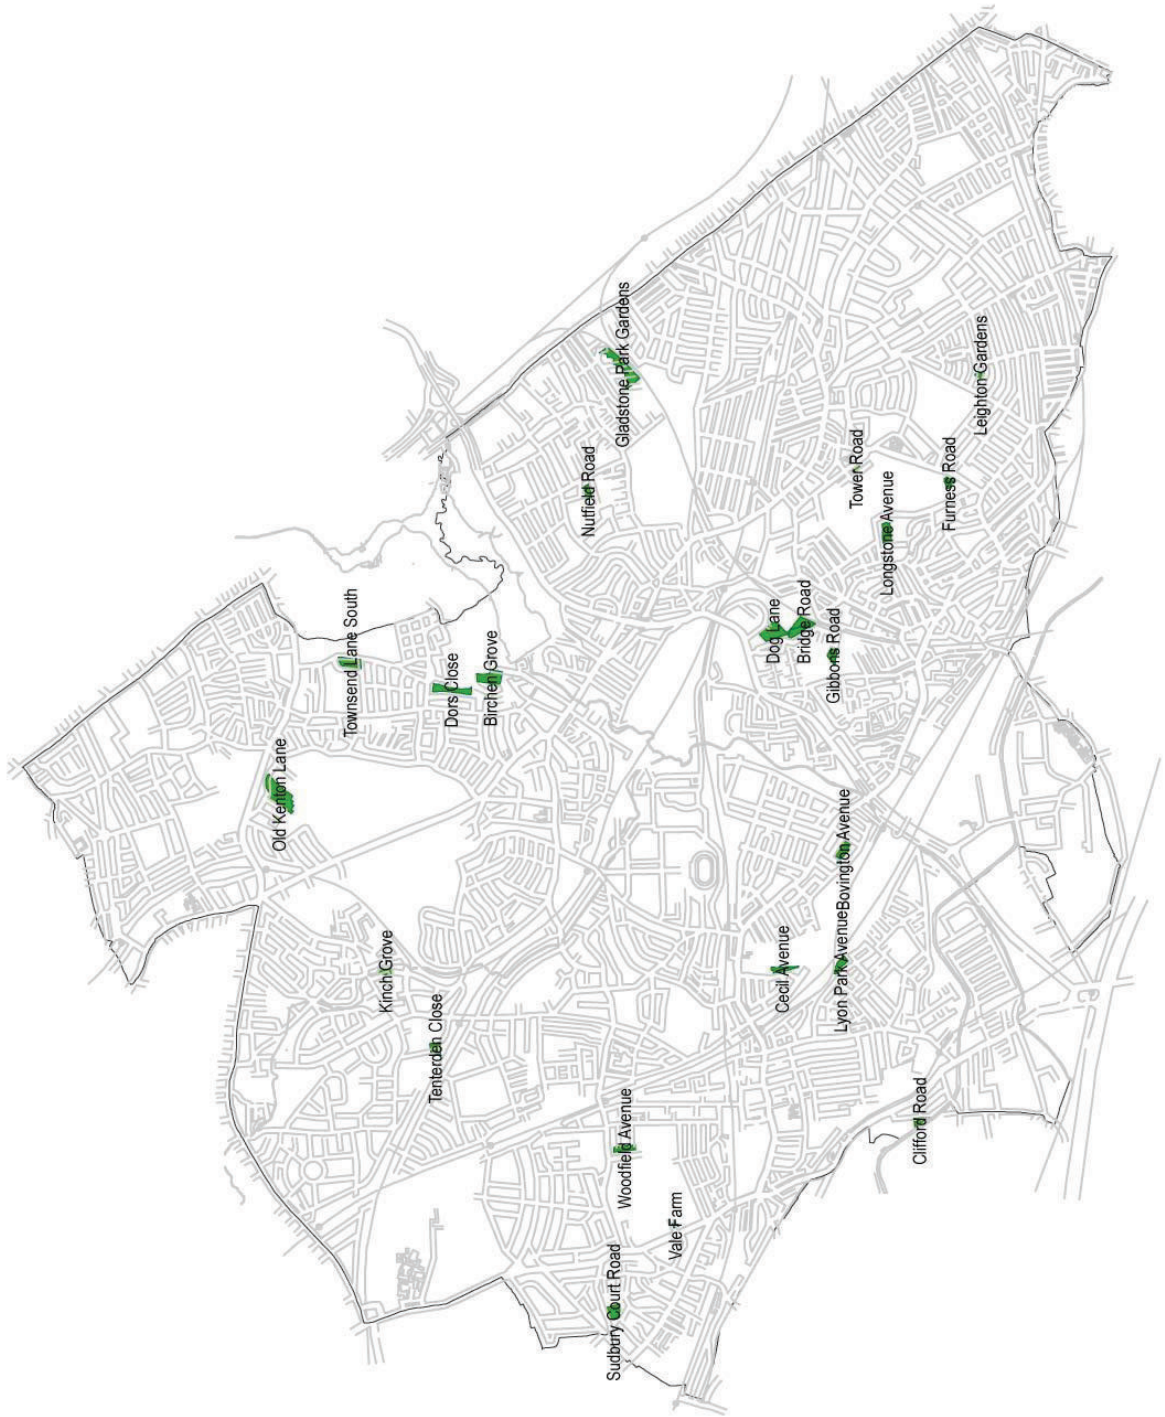 Old Kenton Lane
Townsend Lane South
Kinch Grove
Tenterden Close
Dors Close
Birchen Grove
Nutfield Road
Gladstone Park Gardens
Sudbury Court Road
Woodfield Avenue
Vale Farm
Dog Lane
Bridge Road
Gibbons Road
Cecil Avenue
Lyon Park Avenue
Bovington Avenue
Tower Road
Longstone Avenue
Clifford Road
Furness Road
Leighton Gardens